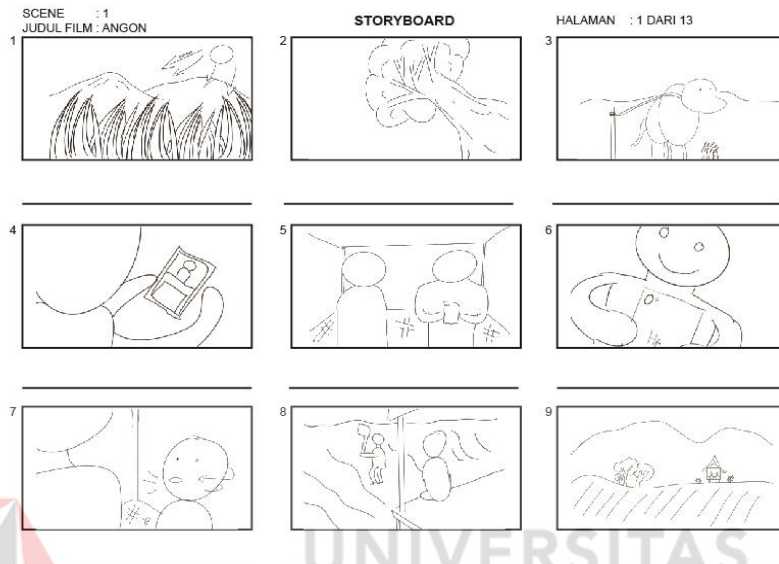 SCENE : 1
JUDUL FILM : ANGON
STORYBOARD
HALAMAN : 1 DARI 13
1
2
3
4
5
6
7
8
9
UNIVERSITAS